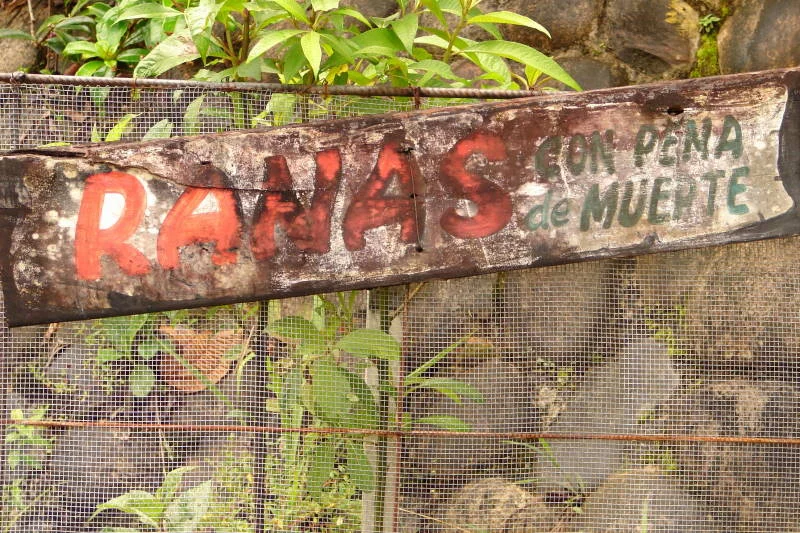 RANAS
CON PENA
de MUERTE